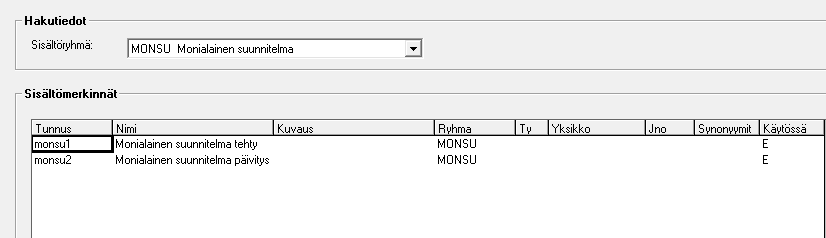 Hakutiedot
Sisältöryhmä: MONSU Monialainen suunnitelma
Sisältömerkinnät
Tunnus Nimi Kuvaus Ryhma Ty Yksikko Jno Synonyymit Käytössä
monsu1 Monialainen suunnitelma tehty MONSU E
monsu2 Monialainen suunnitelma päivitys MONSU E